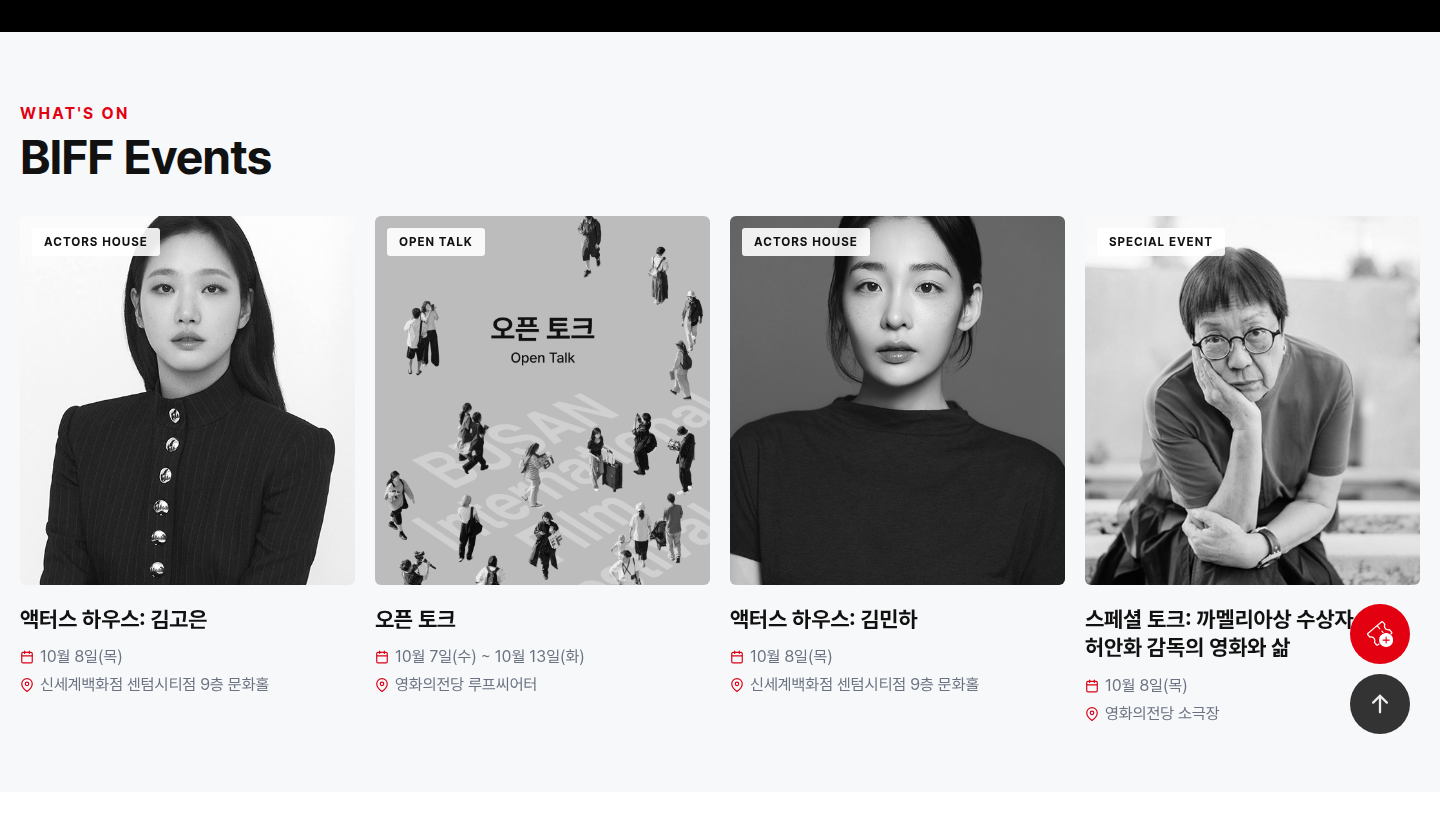 WHAT'S ON
BIFF Events
ACTORS HOUSE
액터스 하우스: 김고은
10월 8일(목)
신세계백화점 센텀시티점 9층 문화홀
OPEN TALK
오픈 토크
Open Talk
BUSAN
International
Film
오픈 토크
10월 7일(수) ~ 10월 13일(화)
영화의전당 루프씨어터
ACTORS HOUSE
액터스 하우스: 김민하
10월 8일(목)
신세계백화점 센텀시티점 9층 문화홀
SPECIAL EVENT
스페셜 토크: 까멜리아상 수상자
허안화 감독의 영화와 삶
10월 8일(목)
영화의전당 소극장